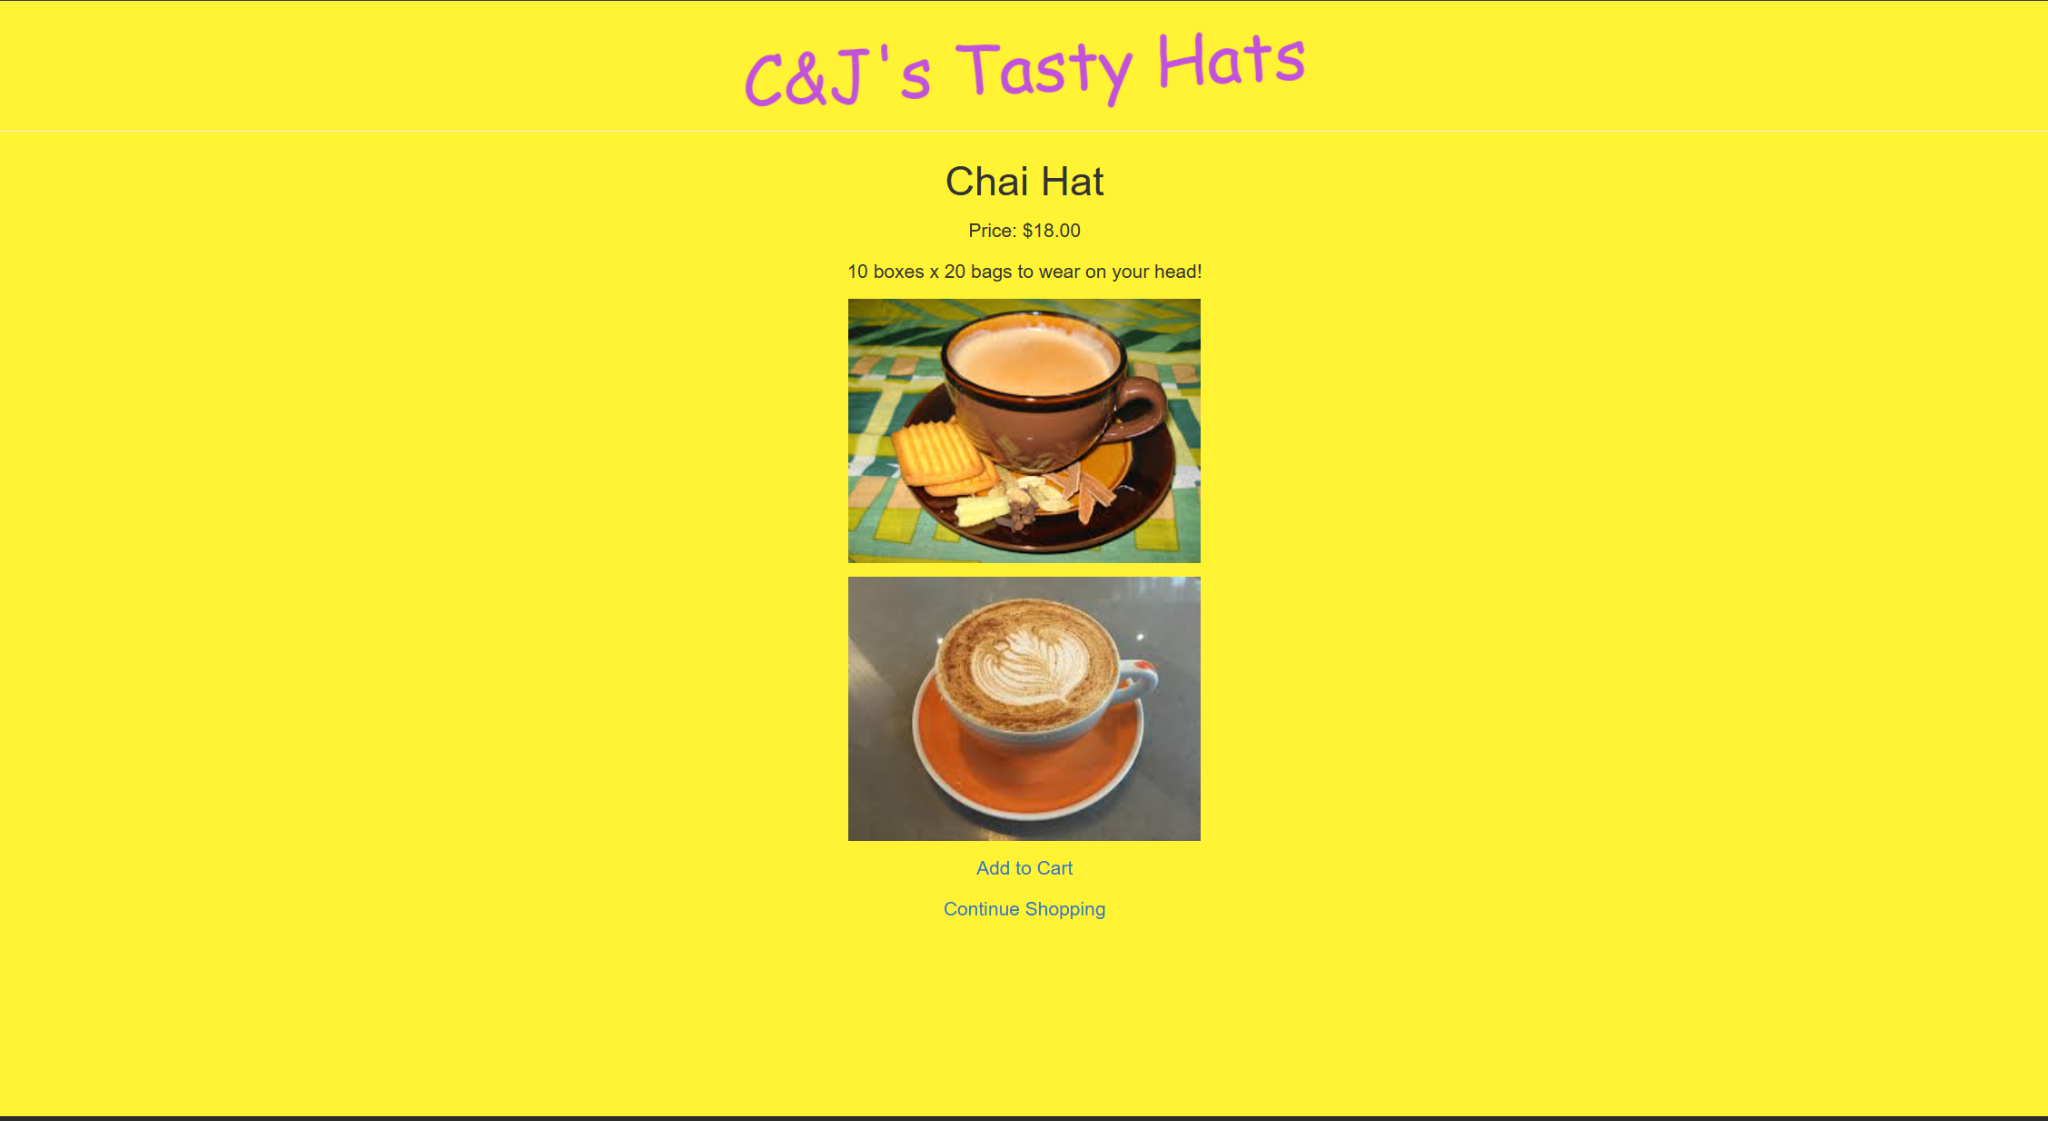 C&J's Tasty Hats
Chai Hat
Price: $18.00
10 boxes x 20 bags to wear on your head!
Add to Cart
Continue Shopping